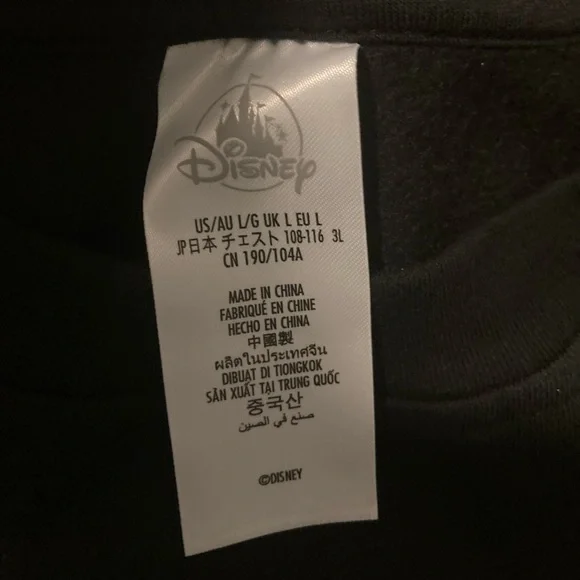 Disney
US/AU L/G UK L EU L
JP日本 チェスト 108-116 3L
CN 190/104A
MADE IN CHINA
FABRIQUÉ EN CHINE
HECHO EN CHINA
中國製
ผลิตในประเทศจีน
DIBUAT DI TIONGKOK
SẢN XUẤT TẠI TRUNG QUỐC
중국산
صنع في الصين
©DISNEY